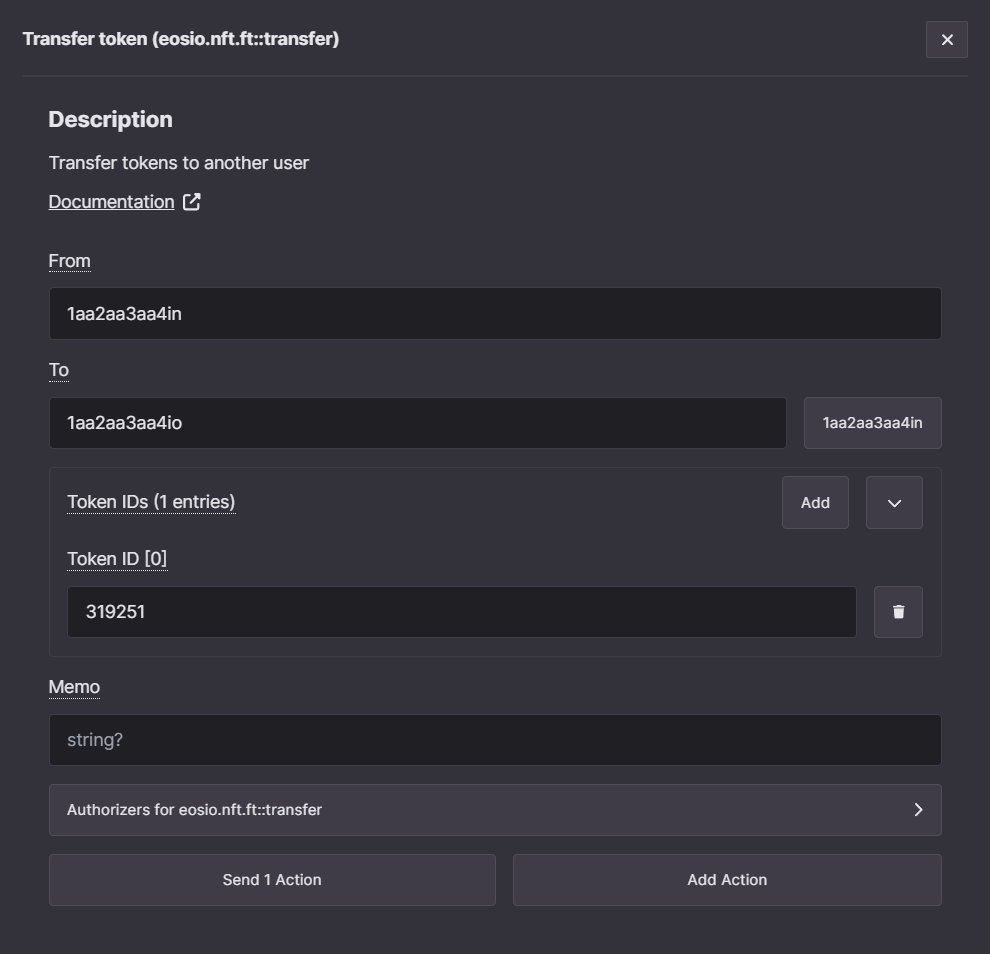 Transfer token (eosio.nft.ft::transfer)
Description
Transfer tokens to another user
Documentation
From
1aa2aa3aa4in
To
1aa2aa3aa4io
1aa2aa3aa4in
Token IDs (1 entries)
Add
Token ID [0]
319251
Memo
string?
Authorizers for eosio.nft.ft::transfer
Send 1 Action
Add Action